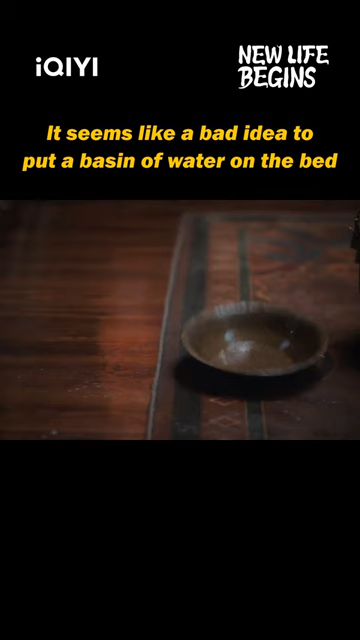 iQIYI
NEW LIFE
BEGINS
It seems like a bad idea to
put a basin of water on the bed